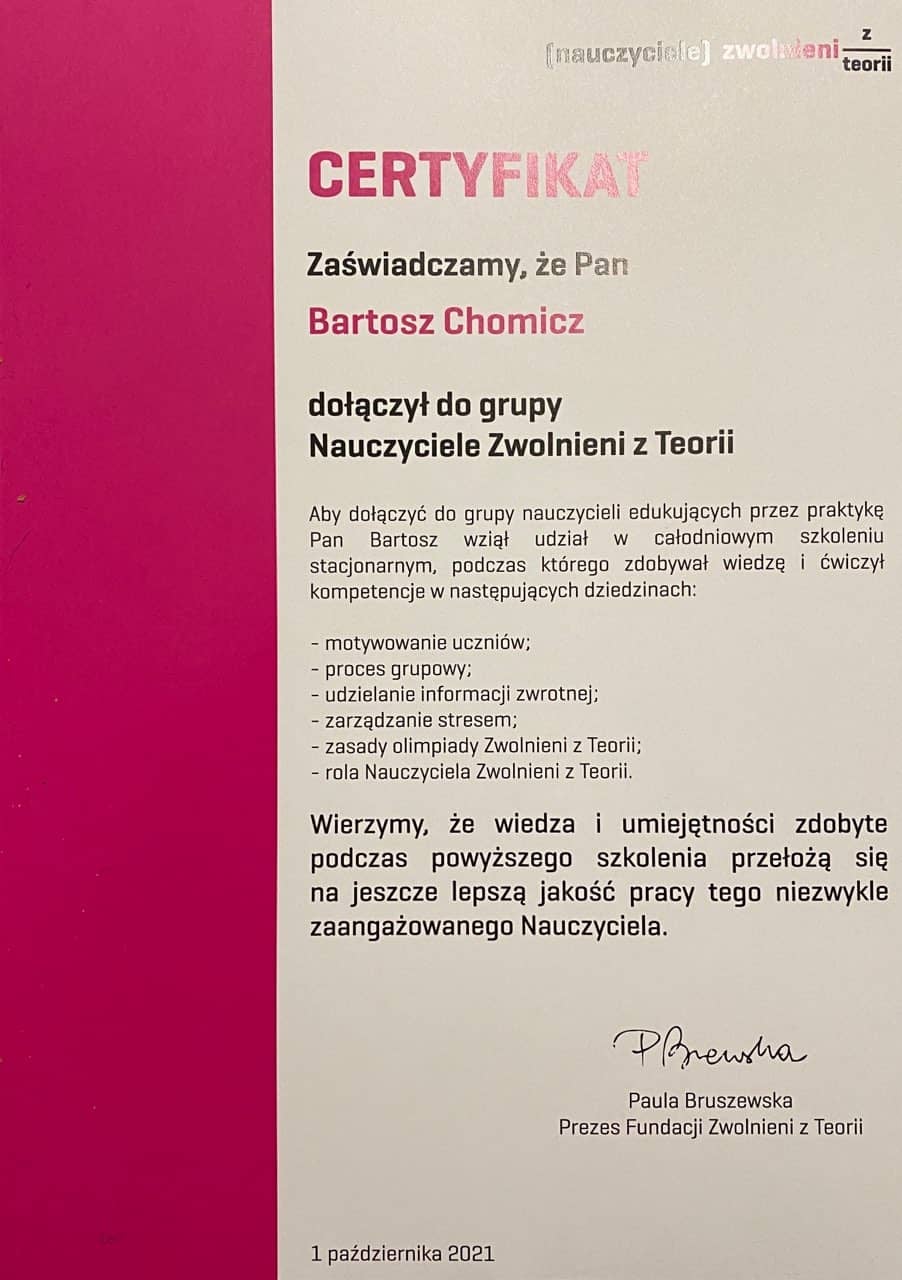 [nauczyciele] zwolnieni z teorii
CERTYFIKAT
Zaświadczamy, że Pan
Bartosz Chomicz
dołączył do grupy
Nauczyciele Zwolnieni z Teorii
Aby dołączyć do grupy nauczycieli edukujących przez praktykę
Pan Bartosz wziął udział w całodniowym szkoleniu
stacjonarnym, podczas którego zdobywał wiedzę i ćwiczył
kompetencje w następujących dziedzinach:
- motywowanie uczniów;
- proces grupowy;
- udzielanie informacji zwrotnej;
- zarządzanie stresem;
- zasady olimpiady Zwolnieni z Teorii;
- rola Nauczyciela Zwolnieni z Teorii.
Wierzymy, że wiedza i umiejętności zdobyte
podczas powyższego szkolenia przełożą się
na jeszcze lepszą jakość pracy tego niezwykle
zaangażowanego Nauczyciela.
Paula Bruszewska
Prezes Fundacji Zwolnieni z Teorii
1 października 2021